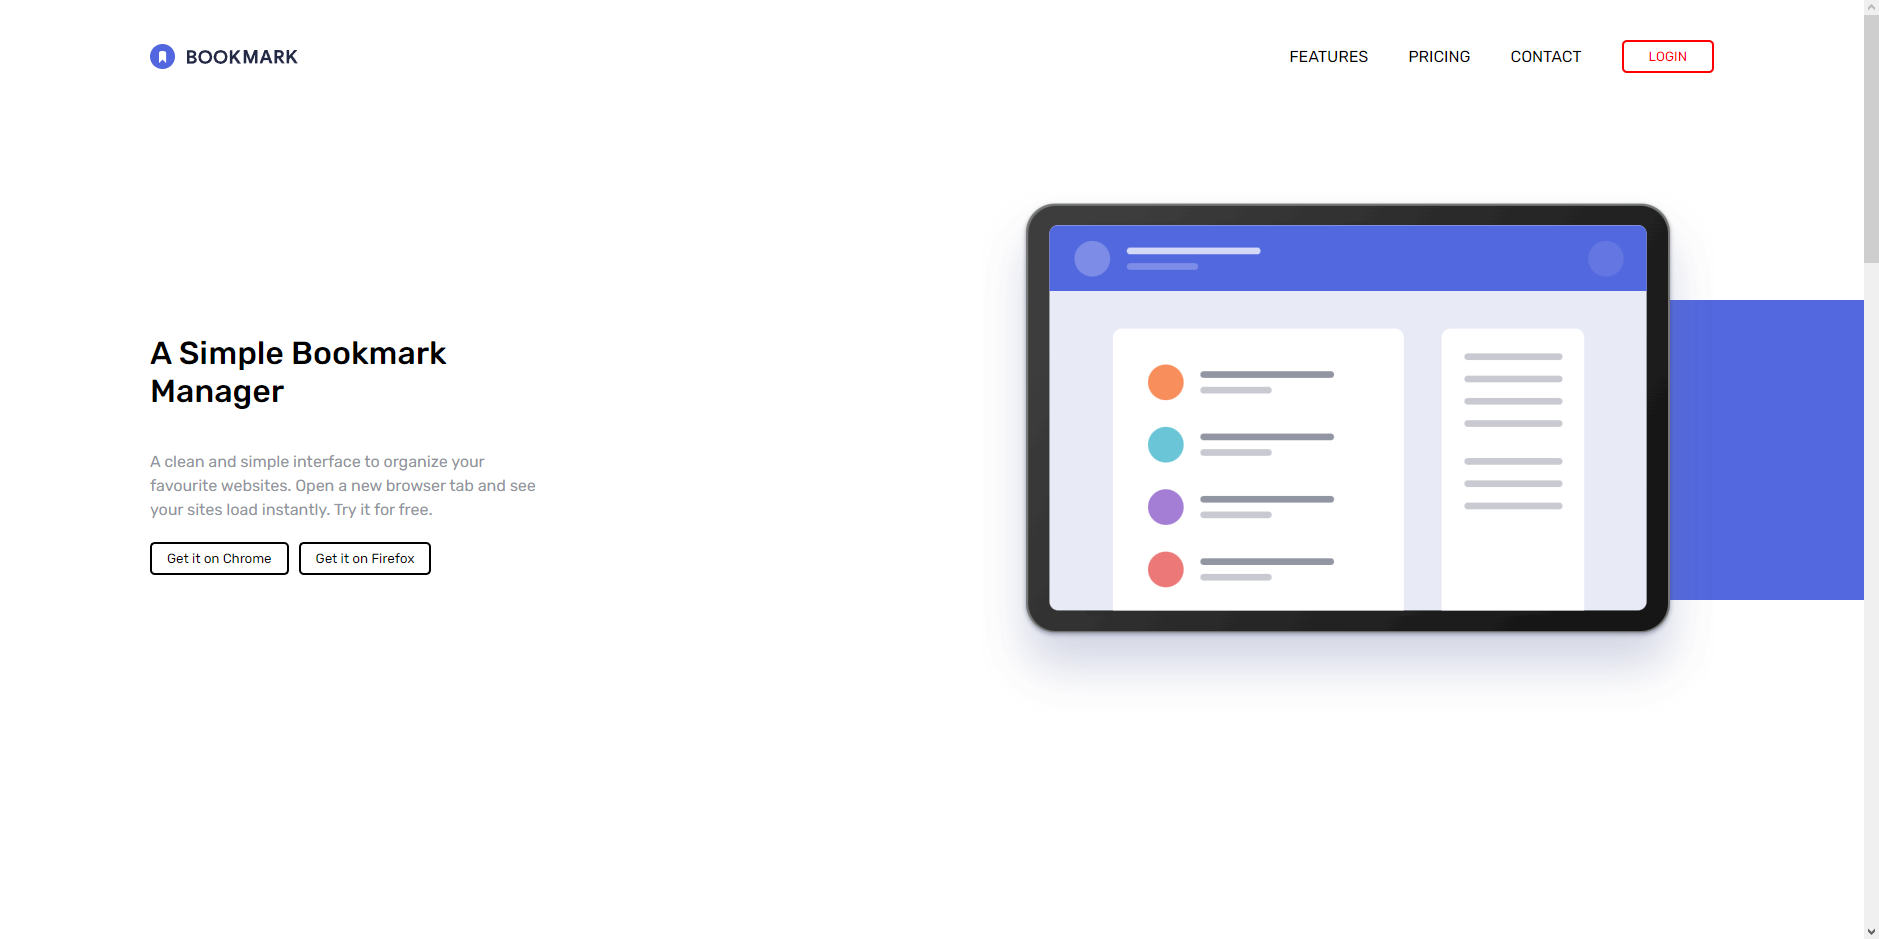 BOOKMARK
FEATURES PRICING CONTACT LOGIN
A Simple Bookmark
Manager
A clean and simple interface to organize your
favourite websites. Open a new browser tab and see
your sites load instantly. Try it for free.
Get it on Chrome Get it on Firefox